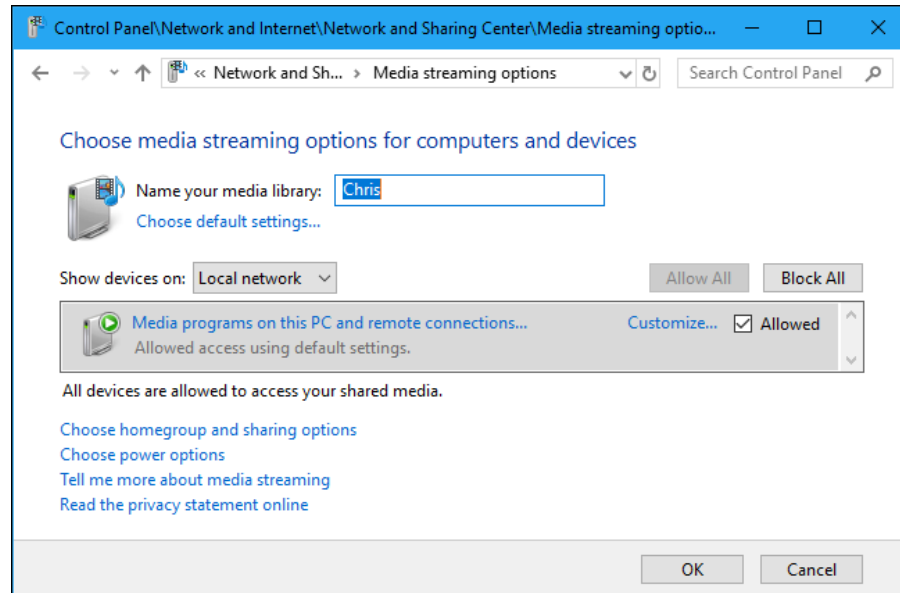 Control Panel\Network and Internet\Network and Sharing Center\Media streaming optio...
« Network and Sh... › Media streaming options Search Control Panel
Choose media streaming options for computers and devices
Name your media library: Chris
Choose default settings...
Show devices on: Local network Allow All Block All
Media programs on this PC and remote connections... Customize... Allowed
Allowed access using default settings.
All devices are allowed to access your shared media.
Choose homegroup and sharing options
Choose power options
Tell me more about media streaming
Read the privacy statement online
OK Cancel